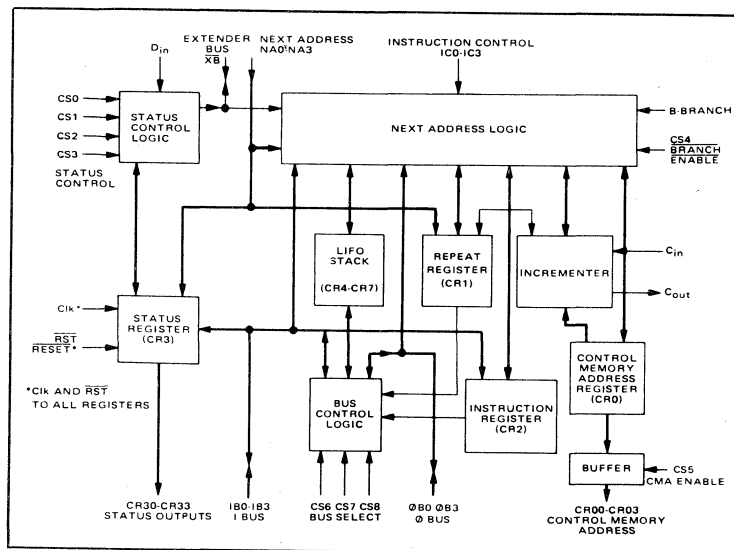 D_in
EXTENDER
BUS
XB
NEXT ADDRESS
NA0-NA3
INSTRUCTION CONTROL
IC0-IC3
CS0
CS1
CS2
CS3
STATUS
CONTROL
STATUS
CONTROL
LOGIC
NEXT ADDRESS LOGIC
B-BRANCH
CS4
BRANCH
ENABLE
LIFO
STACK
(CR4-CR7)
REPEAT
REGISTER
(CR1)
INCREMENTER
C_in
C_out
Clk*
RST
RESET*
STATUS
REGISTER
(CR3)
*Clk AND RST
TO ALL REGISTERS
BUS
CONTROL
LOGIC
INSTRUCTION
REGISTER
(CR2)
CONTROL
MEMORY
ADDRESS
REGISTER
(CR0)
BUFFER
CS5
CMA ENABLE
CR30-CR33
STATUS OUTPUTS
IB0-IB3
I BUS
CS6 CS7 CS8
BUS SELECT
ØB0 ØB3
Ø BUS
CR00-CR03
CONTROL MEMORY
ADDRESS